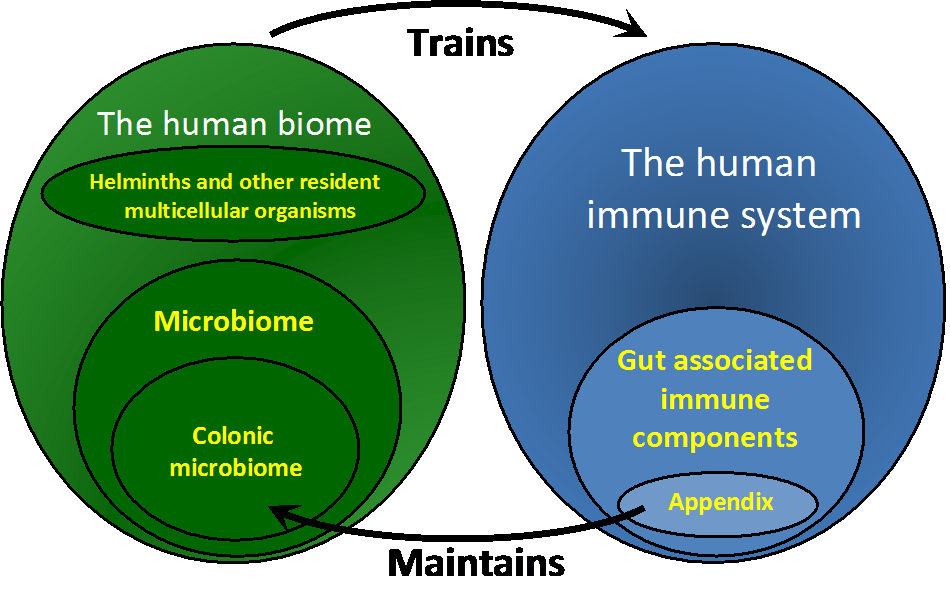 Trains
The human biome
Helminths and other resident
multicellular organisms
Microbiome
Colonic
microbiome
The human
immune system
Gut associated
immune
components
Appendix
Maintains